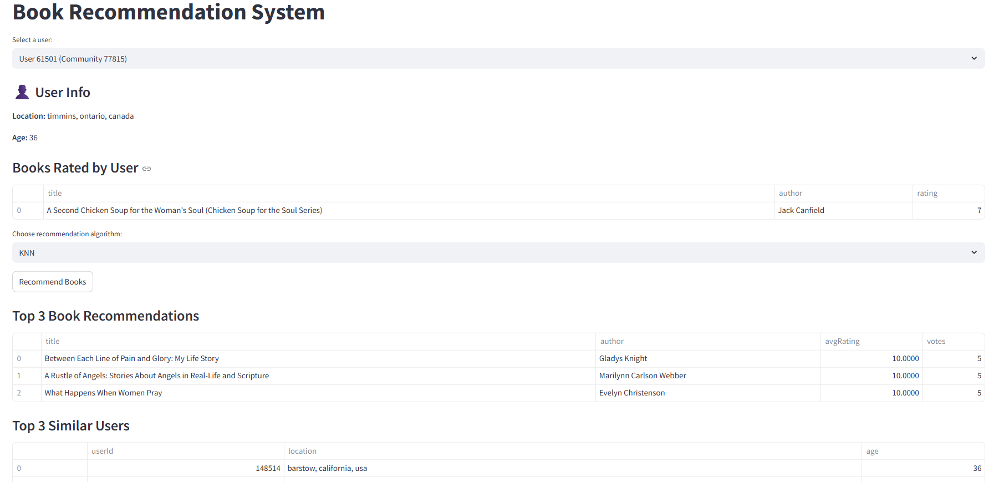 Book Recommendation System
Select a user:
User 61501 (Community 77815)
User Info
Location: timmins, ontario, canada
Age: 36
Books Rated by User
title author rating
0 A Second Chicken Soup for the Woman's Soul (Chicken Soup for the Soul Series) Jack Canfield 7
Choose recommendation algorithm:
KNN
Recommend Books
Top 3 Book Recommendations
title author avgRating votes
0 Between Each Line of Pain and Glory: My Life Story Gladys Knight 10.0000 5
1 A Rustle of Angels: Stories About Angels in Real-Life and Scripture Marilynn Carlson Webber 10.0000 5
2 What Happens When Women Pray Evelyn Christenson 10.0000 5
Top 3 Similar Users
userId location age
0 148514 barstow, california, usa 36